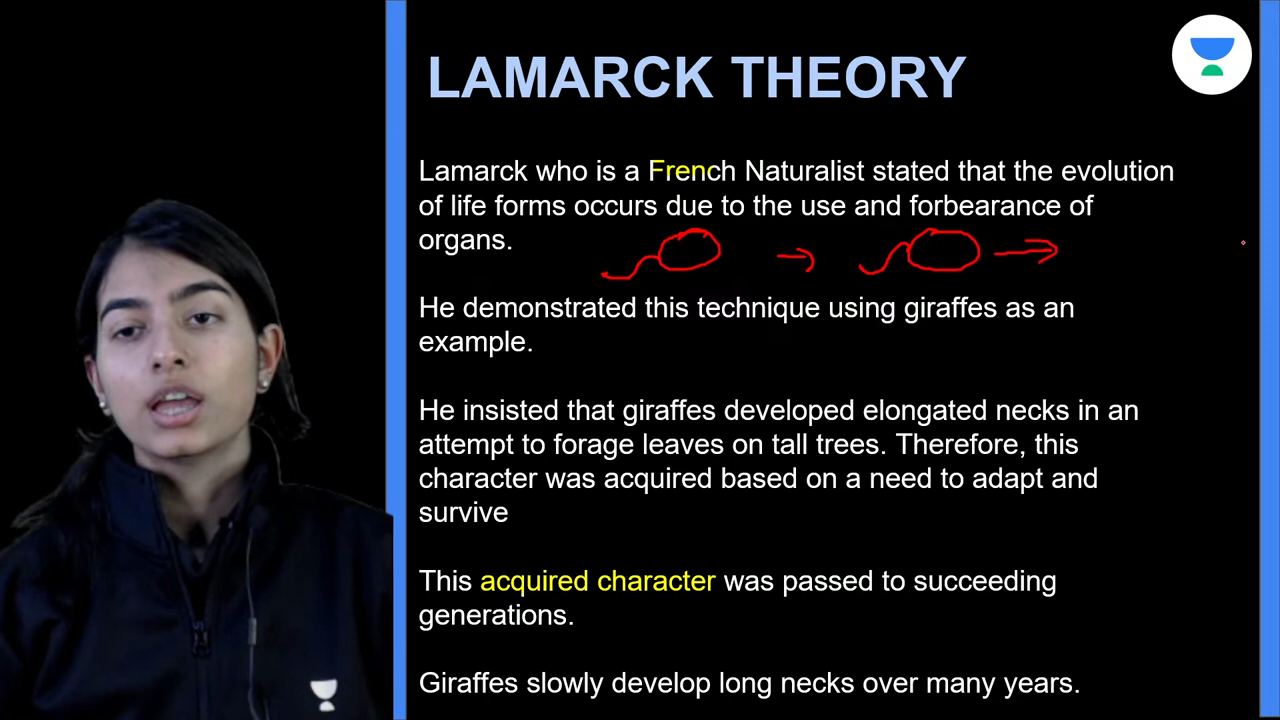 LAMARCK THEORY
Lamarck who is a French Naturalist stated that the evolution
of life forms occurs due to the use and forbearance of
organs.
He demonstrated this technique using giraffes as an
example.
He insisted that giraffes developed elongated necks in an
attempt to forage leaves on tall trees. Therefore, this
character was acquired based on a need to adapt and
survive
This acquired character was passed to succeeding
generations.
Giraffes slowly develop long necks over many years.